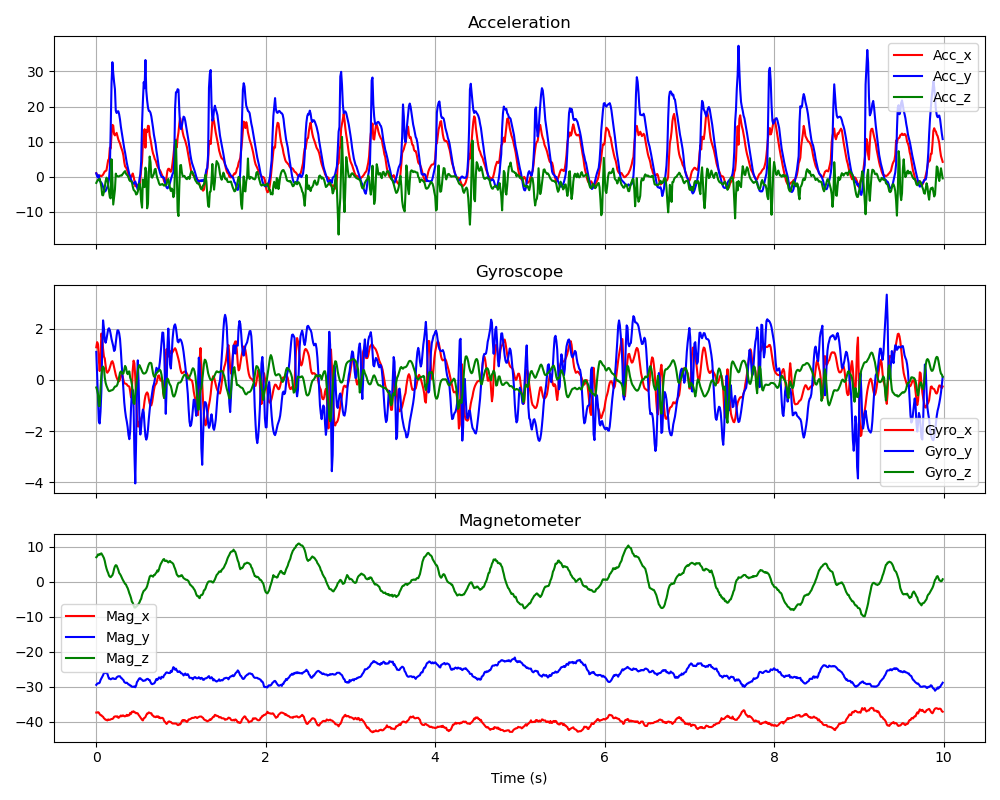 Acceleration
30
20
10
0
−10
Acc_x
Acc_y
Acc_z
Gyroscope
2
0
−2
−4
Gyro_x
Gyro_y
Gyro_z
Magnetometer
10
0
−10
−20
−30
−40
Mag_x
Mag_y
Mag_z
0 2 4 6 8 10
Time (s)